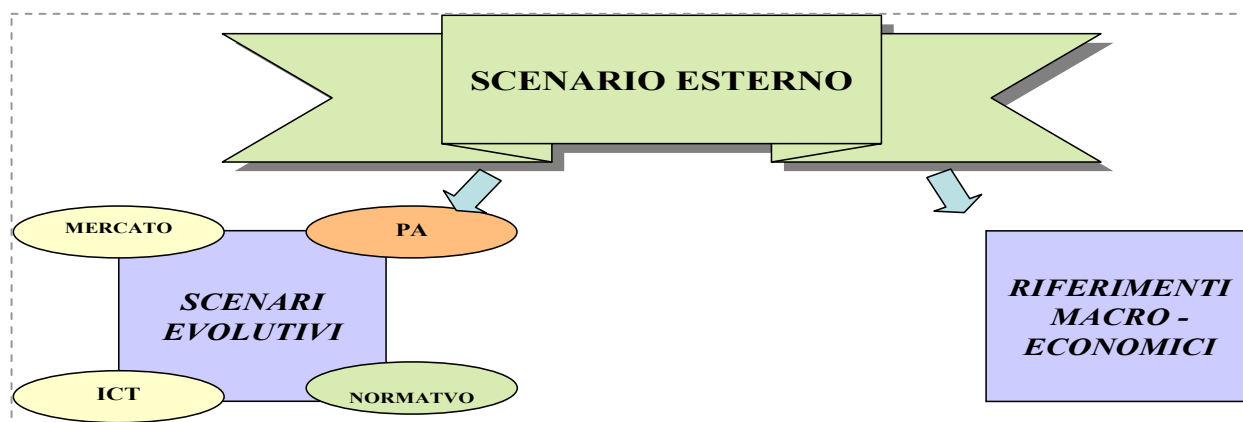 SCENARIO ESTERNO
MERCATO
PA
SCENARI
EVOLUTIVI
ICT
NORMATVO
RIFERIMENTI
MACRO -
ECONOMICI